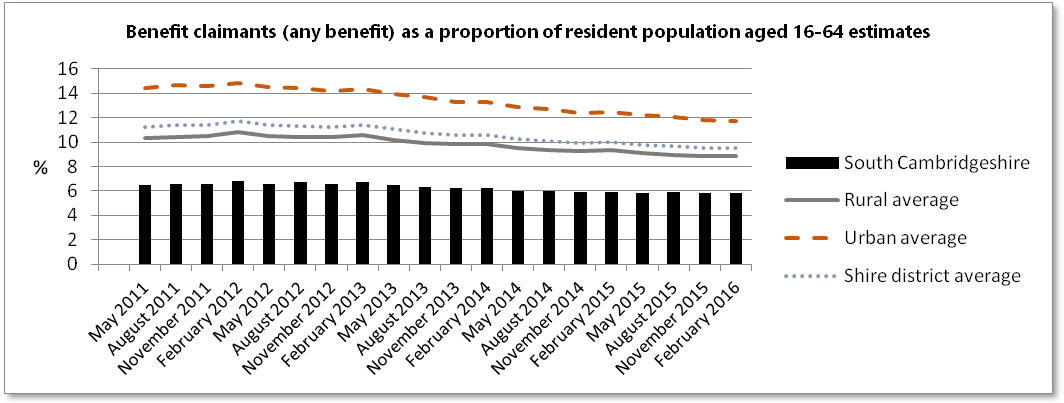 Benefit claimants (any benefit) as a proportion of resident population aged 16-64 estimates
16
14
12
10
8
6
4
2
0
%
May 2011
August 2011
November 2011
February 2012
May 2012
August 2012
November 2012
February 2013
May 2013
August 2013
November 2013
February 2014
May 2014
August 2014
November 2014
February 2015
May 2015
August 2015
November 2015
February 2016
South Cambridgeshire
Rural average
Urban average
Shire district average